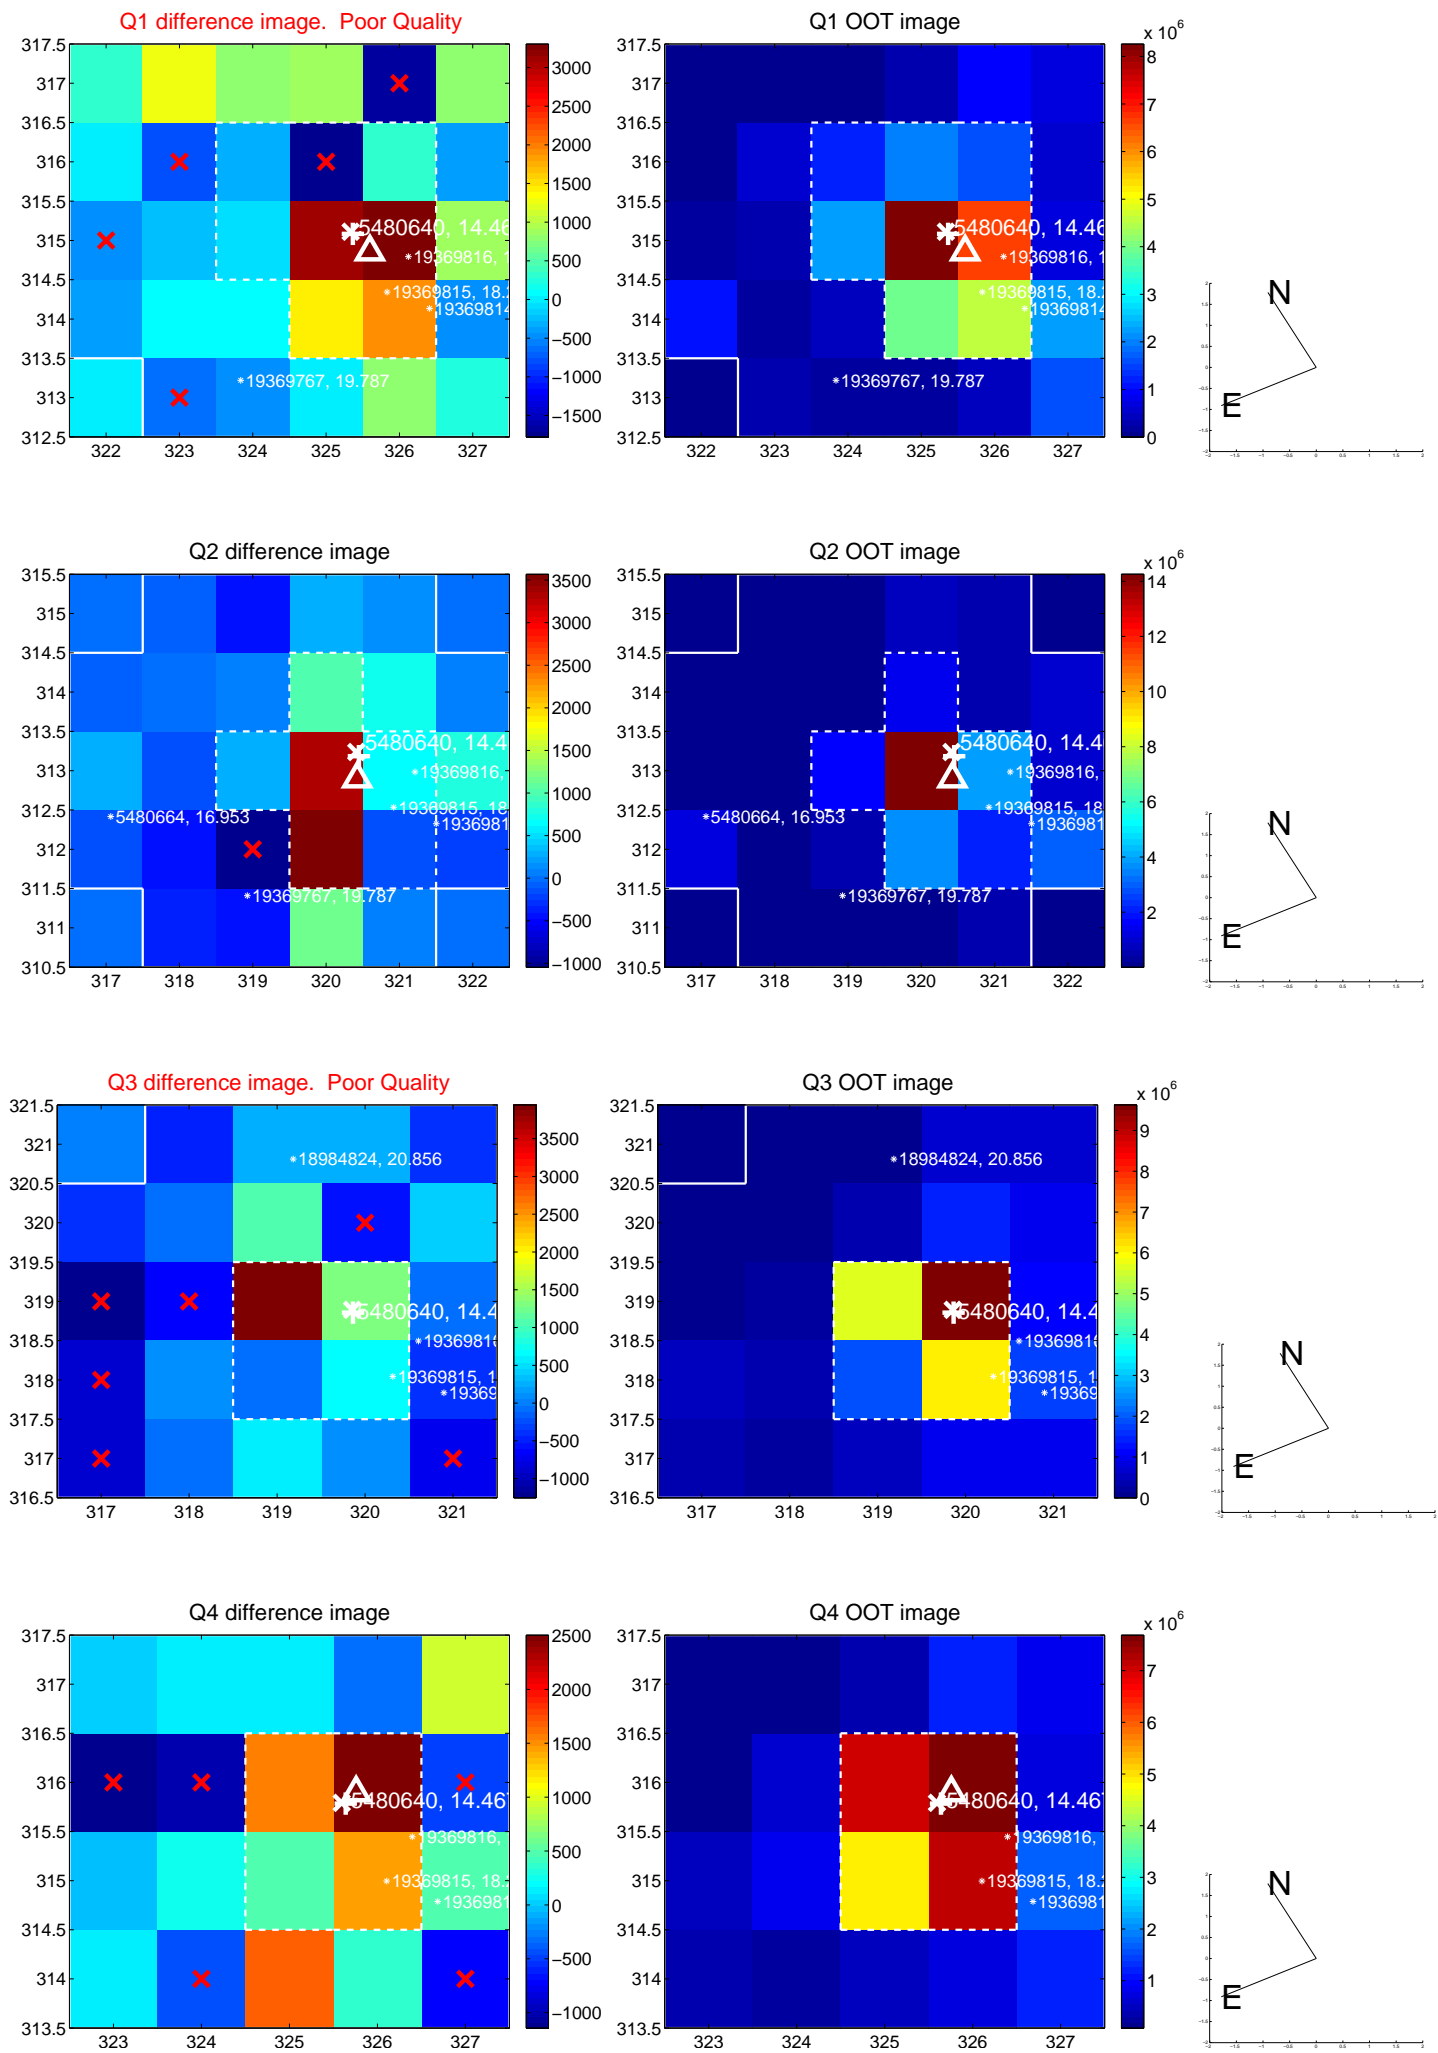 Q1 difference image. Poor Quality
Q1 OOT image
x 10^6
5480640, 14.46
19369816, 1
19369815, 18.
19369814
19369767, 19.787
317.5 317 316.5 316 315.5 315 314.5 314 313.5 313 312.5
322 323 324 325 326 327
3000 2500 2000 1500 1000 500 0 −500 −1000 −1500
8 7 6 5 4 3 2 1 0
N
E
Q2 difference image
Q2 OOT image
x 10^6
5480640, 14.4
19369816,
19369815, 18
1936981
5480664, 16.953
19369767, 19.787
315.5 315 314.5 314 313.5 313 312.5 312 311.5 311 310.5
317 318 319 320 321 322
3500 3000 2500 2000 1500 1000 500 0 −500 −1000
14 12 10 8 6 4 2
N
E
Q3 difference image. Poor Quality
Q3 OOT image
x 10^6
18984824, 20.856
5480640, 14.4
1936981
19369815, 1
19369
321.5 321 320.5 320 319.5 319 318.5 318 317.5 317 316.5
317 318 319 320 321
3500 3000 2500 2000 1500 1000 500 0 −500 −1000
9 8 7 6 5 4 3 2 1 0
N
E
Q4 difference image
Q4 OOT image
x 10^6
5480640, 14.467
19369816,
19369815, 18.
1936981
317.5 317 316.5 316 315.5 315 314.5 314 313.5
323 324 325 326 327
2500 2000 1500 1000 500 0 −500 −1000
7 6 5 4 3 2 1
N
E